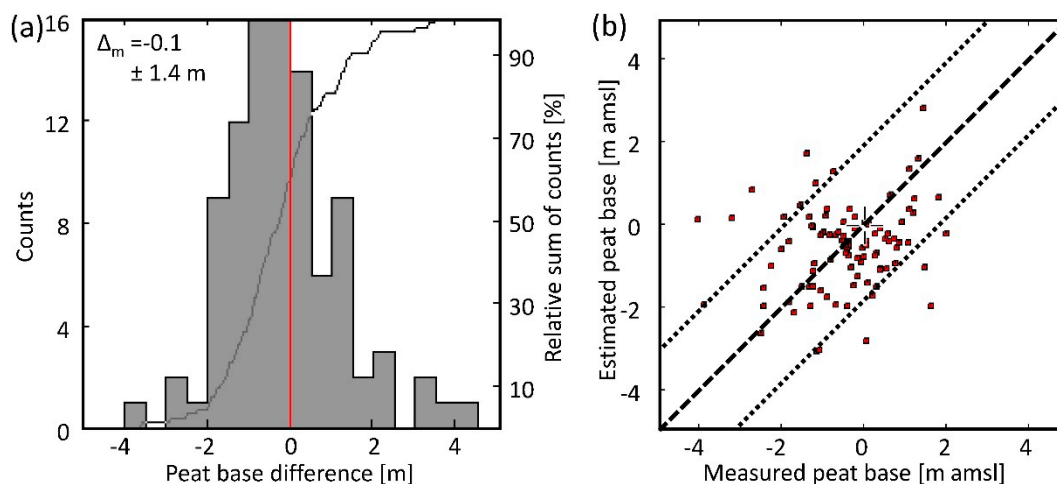 (a)
Δm =-0.1
± 1.4 m
16
12
8
4
0
Counts
90
70
50
30
10
Relative sum of counts [%]
-4 -2 0 2 4
Peat base difference [m]
(b)
4
2
0
-2
-4
Estimated peat base [m amsl]
-4 -2 0 2 4
Measured peat base [m amsl]